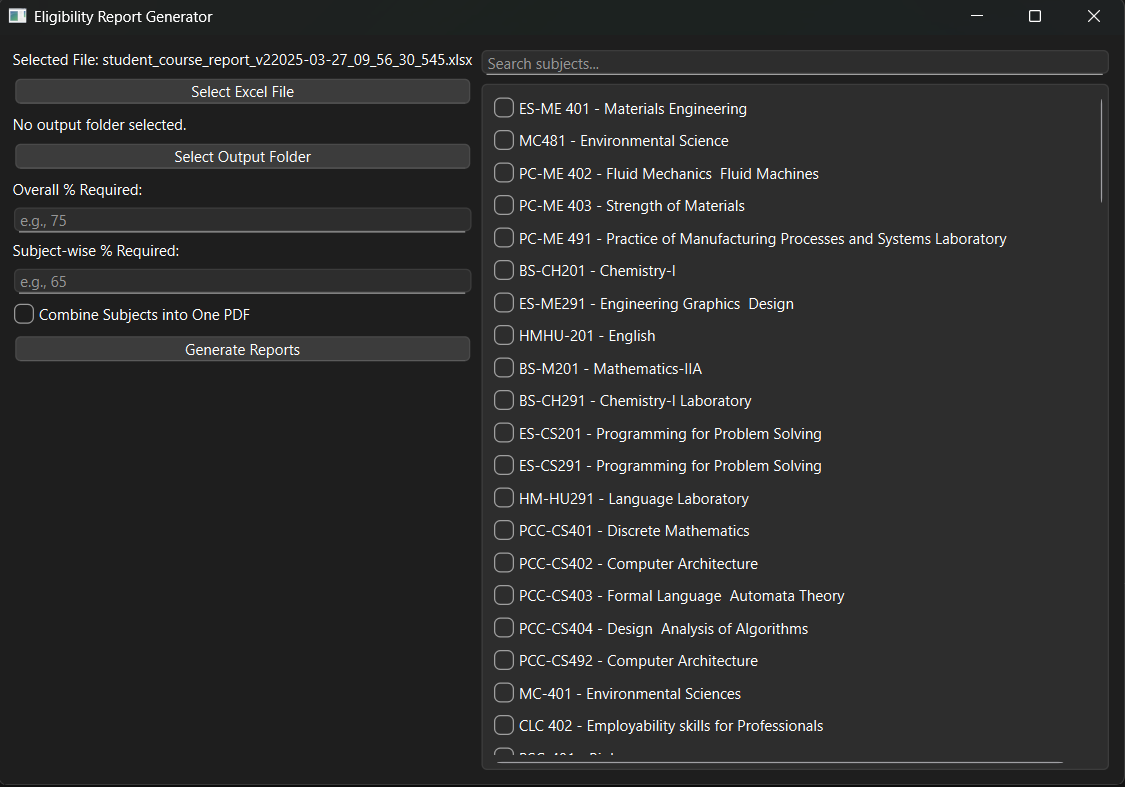 Eligibility Report Generator
Selected File: student_course_report_v22025-03-27_09_56_30_545.xlsx
Select Excel File
No output folder selected.
Select Output Folder
Overall % Required:
e.g., 75
Subject-wise % Required:
e.g., 65
Combine Subjects into One PDF
Generate Reports
Search subjects...
ES-ME 401 - Materials Engineering
MC481 - Environmental Science
PC-ME 402 - Fluid Mechanics  Fluid Machines
PC-ME 403 - Strength of Materials
PC-ME 491 - Practice of Manufacturing Processes and Systems Laboratory
BS-CH201 - Chemistry-I
ES-ME291 - Engineering Graphics  Design
HMHU-201 - English
BS-M201 - Mathematics-IIA
BS-CH291 - Chemistry-I Laboratory
ES-CS201 - Programming for Problem Solving
ES-CS291 - Programming for Problem Solving
HM-HU291 - Language Laboratory
PCC-CS401 - Discrete Mathematics
PCC-CS402 - Computer Architecture
PCC-CS403 - Formal Language  Automata Theory
PCC-CS404 - Design  Analysis of Algorithms
PCC-CS492 - Computer Architecture
MC-401 - Environmental Sciences
CLC 402 - Employability skills for Professionals